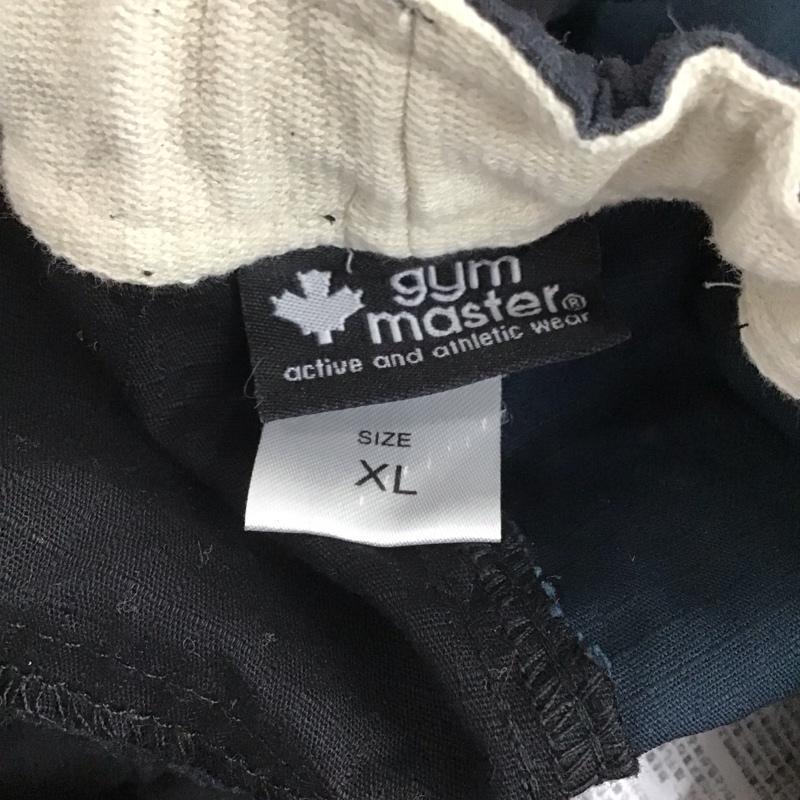 gym
master®
active and athletic wear
SIZE
XL